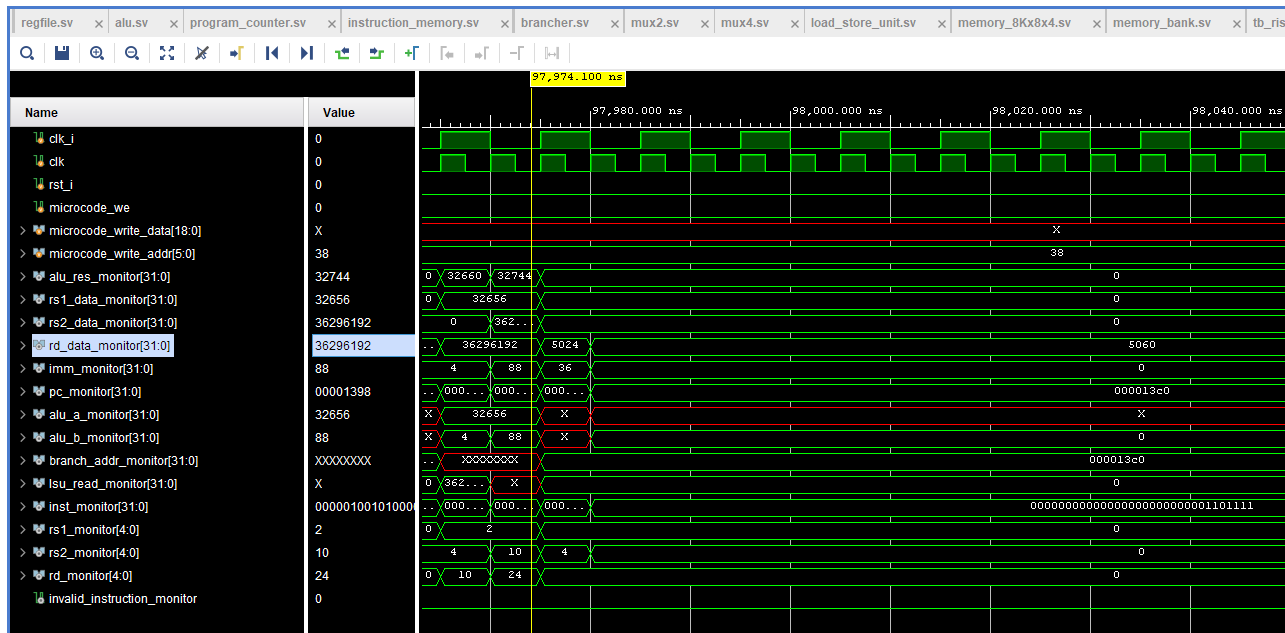 regfile.sv × alu.sv × program_counter.sv × instruction_memory.sv × brancher.sv × mux2.sv × mux4.sv × load_store_unit.sv × memory_8Kx8x4.sv × memory_bank.sv × tb_ris
97,974.100 ns
97,980.000 ns 98,000.000 ns 98,020.000 ns 98,040.000 ns
Name Value
clk_i 0
clk 0
rst_i 0
microcode_we 0
microcode_write_data[18:0] X X
microcode_write_addr[5:0] 38 38
alu_res_monitor[31:0] 32744 0 32660 32744 0
rs1_data_monitor[31:0] 32656 0 32656 0
rs2_data_monitor[31:0] 36296192 0 362... 0
rd_data_monitor[31:0] 36296192 .. 36296192 5024 5060
imm_monitor[31:0] 88 4 88 36 0
pc_monitor[31:0] 00001398 .. 000... 000... 000... 000013c0
alu_a_monitor[31:0] 32656 X 32656 X X
alu_b_monitor[31:0] 88 X 4 88 X 0
branch_addr_monitor[31:0] XXXXXXXX .. XXXXXXXX 000013c0
lsu_read_monitor[31:0] X 0 362... X 0
inst_monitor[31:0] 000001001010000 .. 000... 000... 000... 00000000000000000000000001101111
rs1_monitor[4:0] 2 0 2 0
rs2_monitor[4:0] 10 4 10 4 0
rd_monitor[4:0] 24 0 10 24 0
invalid_instruction_monitor 0